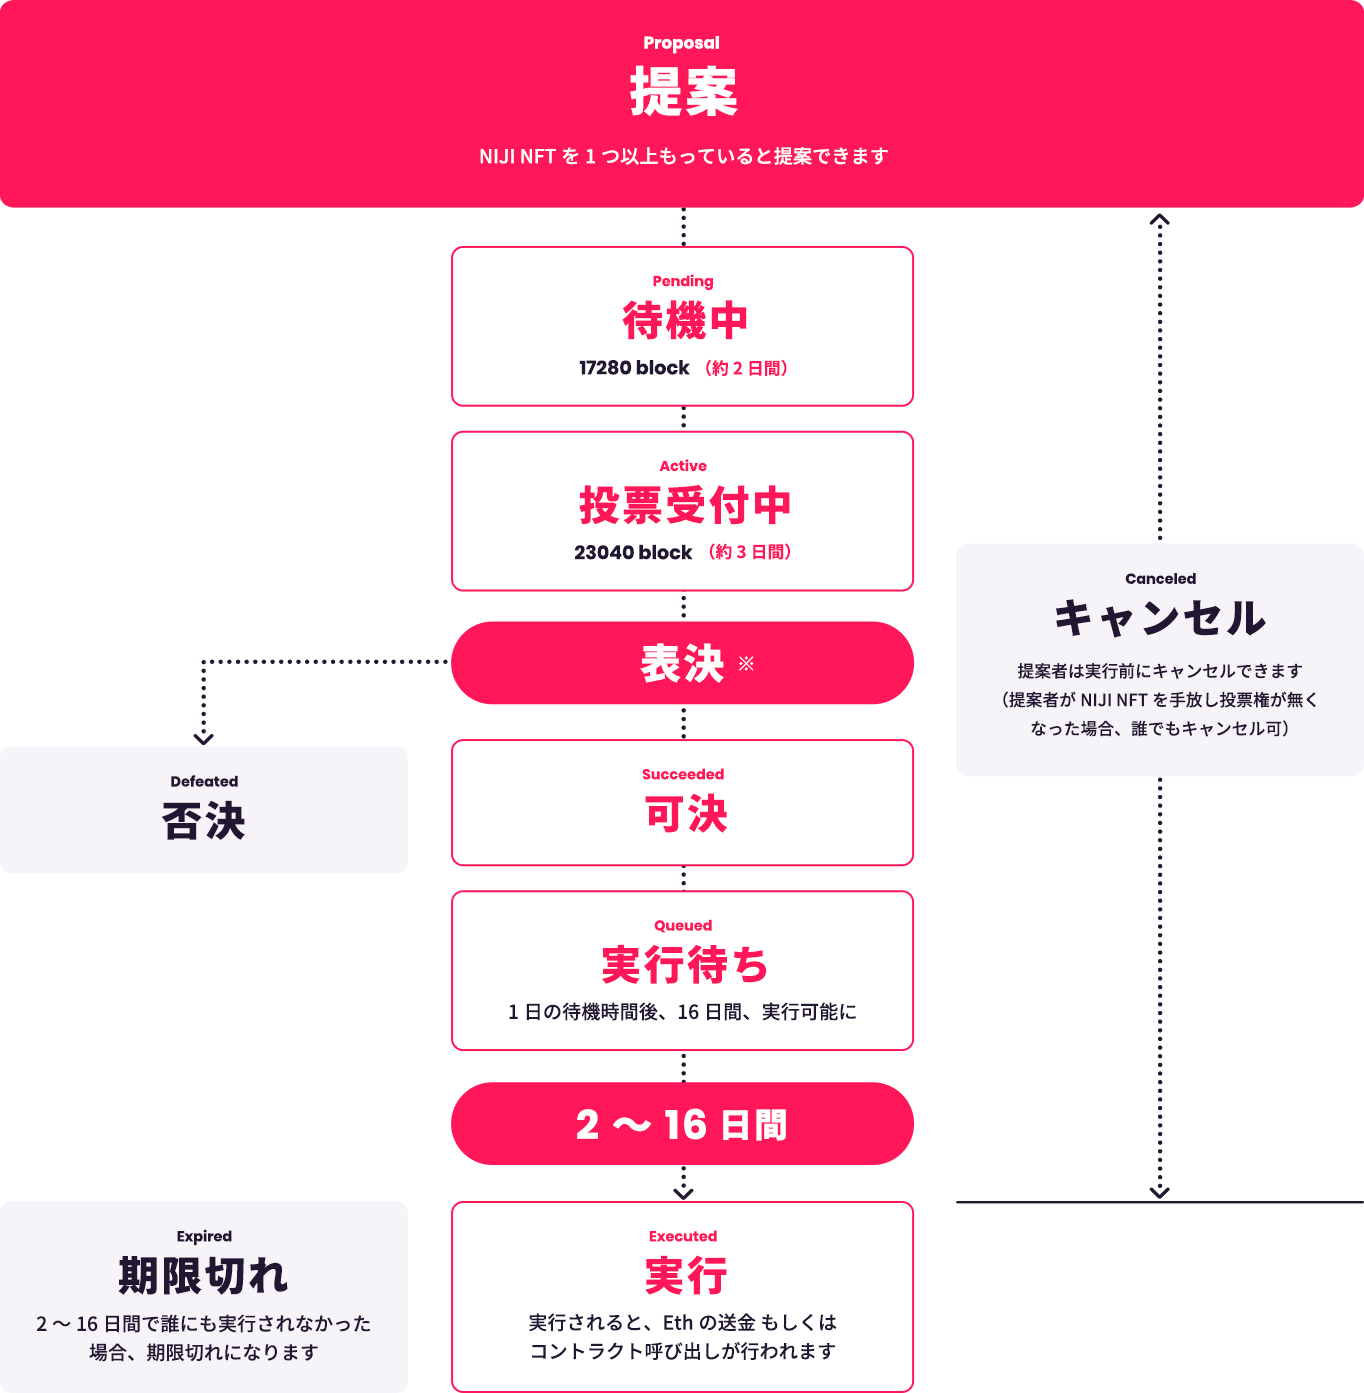 Proposal
提案
NIJI NFT を 1 つ以上もっていると提案できます
Pending
待機中
17280 block （約 2 日間）
Active
投票受付中
23040 block （約 3 日間）
表決 ※
Canceled
キャンセル
提案者は実行前にキャンセルできます
（提案者が NIJI NFT を手放し投票権が無く
なった場合、誰でもキャンセル可）
Defeated
否決
Succeeded
可決
Queued
実行待ち
1 日の待機時間後、16 日間、実行可能に
2 〜 16 日間
Expired
期限切れ
2 〜 16 日間で誰にも実行されなかった
場合、期限切れになります
Executed
実行
実行されると、Eth の送金 もしくは
コントラクト呼び出しが行われます